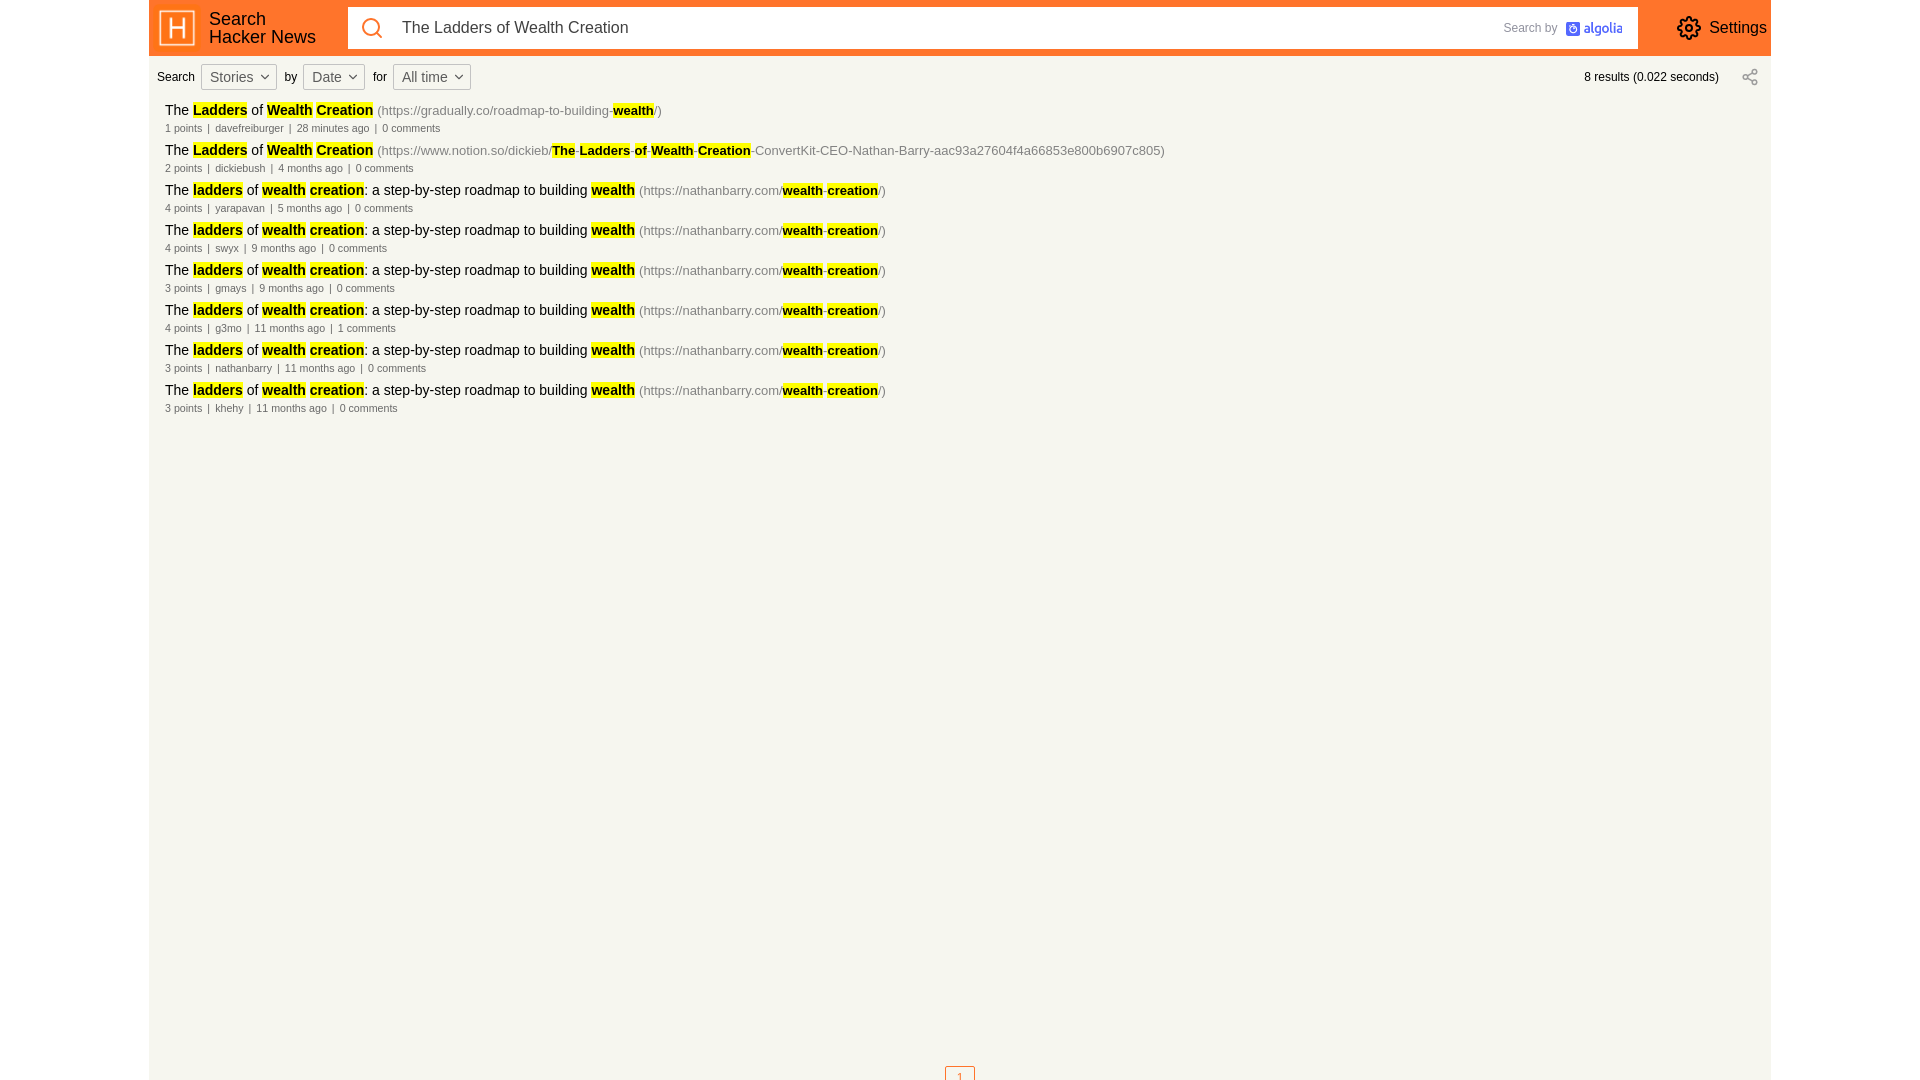 Search
Hacker News
The Ladders of Wealth Creation
Search by algolia
Settings
Search Stories by Date for All time
8 results (0.022 seconds)
The Ladders of Wealth Creation (https://gradually.co/roadmap-to-building-wealth/)
1 points | davefreiburger | 28 minutes ago | 0 comments
The Ladders of Wealth Creation (https://www.notion.so/dickieb/The-Ladders-of-Wealth-Creation-ConvertKit-CEO-Nathan-Barry-aac93a27604f4a66853e800b6907c805)
2 points | dickiebush | 4 months ago | 0 comments
The ladders of wealth creation: a step-by-step roadmap to building wealth (https://nathanbarry.com/wealth-creation/)
4 points | yarapavan | 5 months ago | 0 comments
The ladders of wealth creation: a step-by-step roadmap to building wealth (https://nathanbarry.com/wealth-creation/)
4 points | swyx | 9 months ago | 0 comments
The ladders of wealth creation: a step-by-step roadmap to building wealth (https://nathanbarry.com/wealth-creation/)
3 points | gmays | 9 months ago | 0 comments
The ladders of wealth creation: a step-by-step roadmap to building wealth (https://nathanbarry.com/wealth-creation/)
4 points | g3mo | 11 months ago | 1 comments
The ladders of wealth creation: a step-by-step roadmap to building wealth (https://nathanbarry.com/wealth-creation/)
3 points | nathanbarry | 11 months ago | 0 comments
The ladders of wealth creation: a step-by-step roadmap to building wealth (https://nathanbarry.com/wealth-creation/)
3 points | khehy | 11 months ago | 0 comments
1